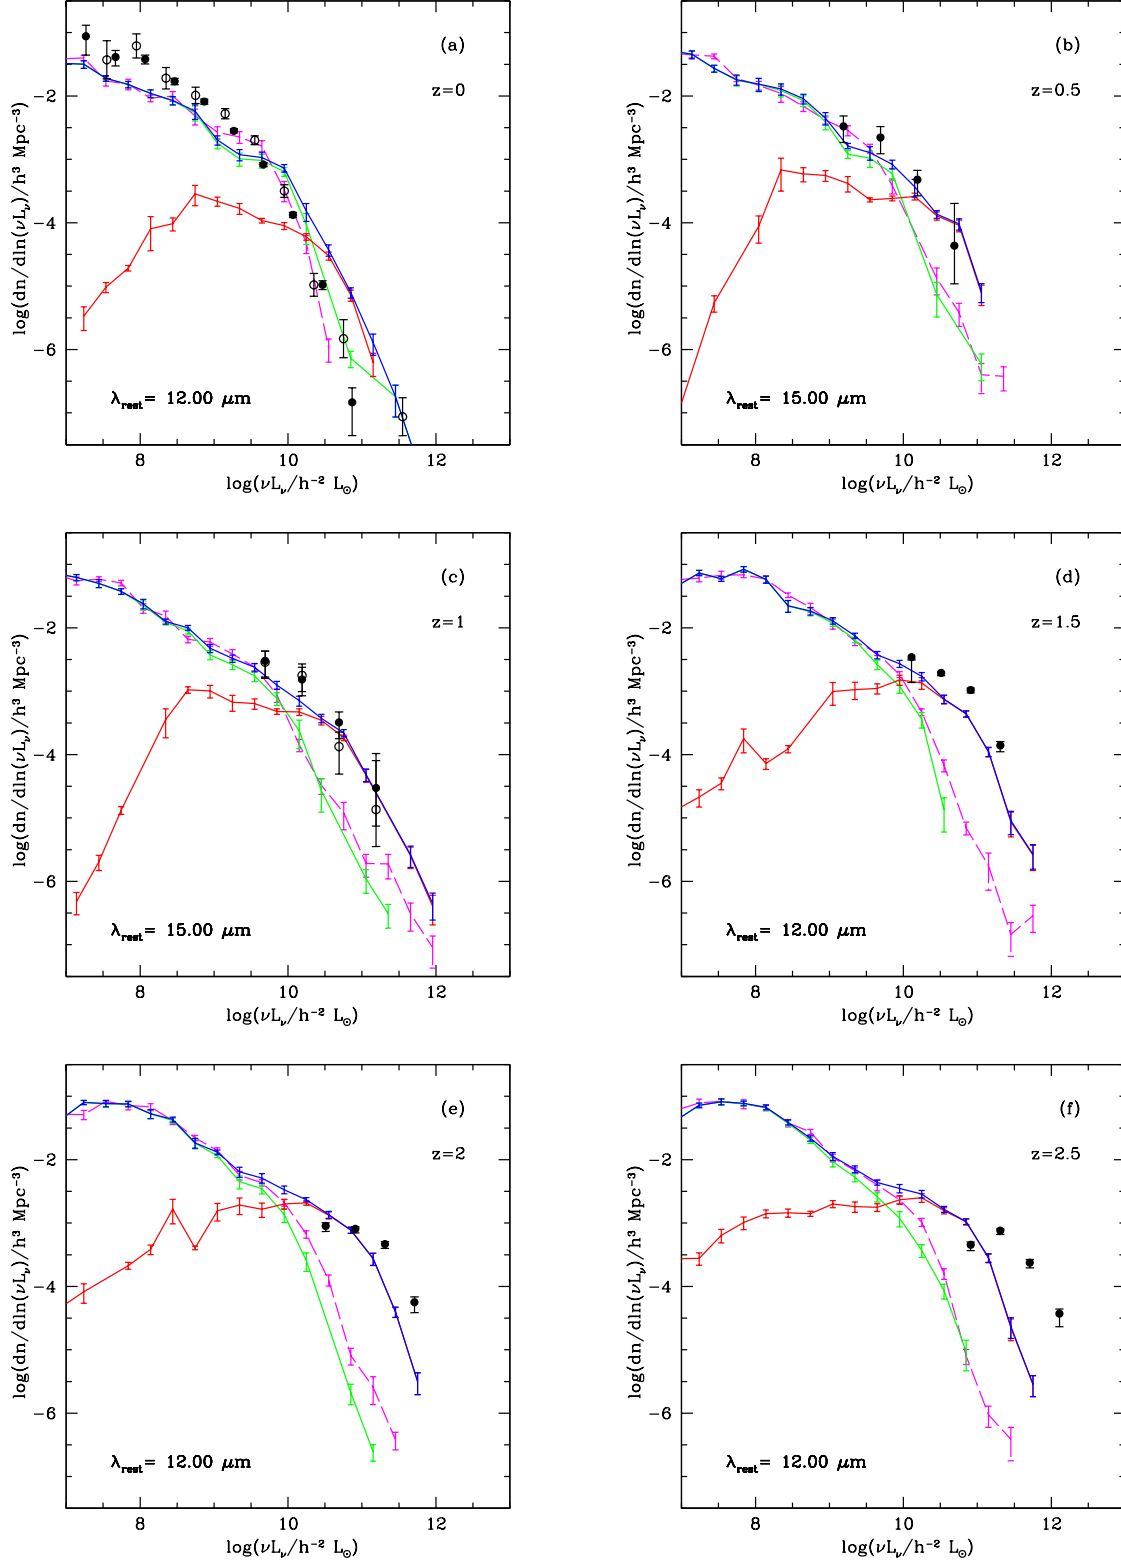 (a)
z=0
-2
-4
-6
λrest= 12.00 μm
8 10 12
log(νLν/h⁻² L⊙)
log(dn/dln(νLν)/h³ Mpc⁻³)
(b)
z=0.5
-2
-4
-6
λrest= 15.00 μm
8 10 12
log(νLν/h⁻² L⊙)
log(dn/dln(νLν)/h³ Mpc⁻³)
(c)
z=1
-2
-4
-6
λrest= 15.00 μm
8 10 12
log(νLν/h⁻² L⊙)
log(dn/dln(νLν)/h³ Mpc⁻³)
(d)
z=1.5
-2
-4
-6
λrest= 12.00 μm
8 10 12
log(νLν/h⁻² L⊙)
log(dn/dln(νLν)/h³ Mpc⁻³)
(e)
z=2
-2
-4
-6
λrest= 12.00 μm
8 10 12
log(νLν/h⁻² L⊙)
log(dn/dln(νLν)/h³ Mpc⁻³)
(f)
z=2.5
-2
-4
-6
λrest= 12.00 μm
8 10 12
log(νLν/h⁻² L⊙)
log(dn/dln(νLν)/h³ Mpc⁻³)